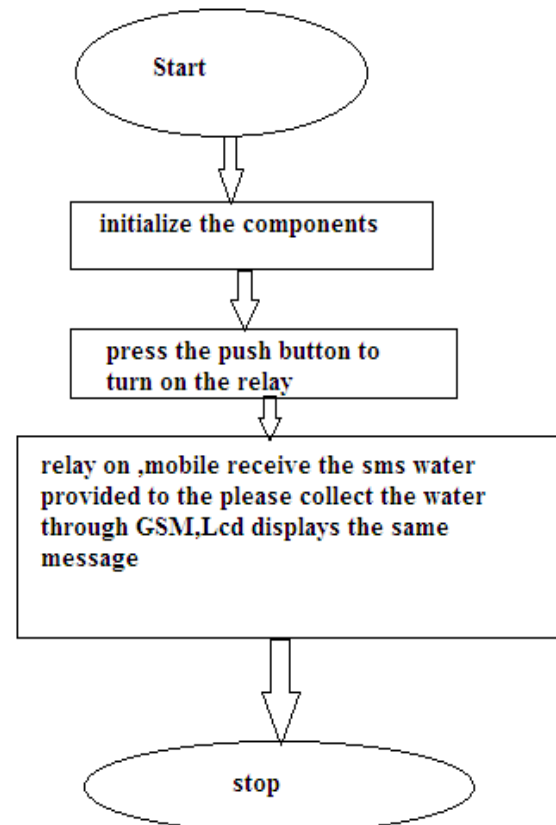 Start
initialize the components
press the push button to
turn on the relay
relay on ,mobile receive the sms water
provided to the please collect the water
through GSM,Lcd displays the same
message
stop